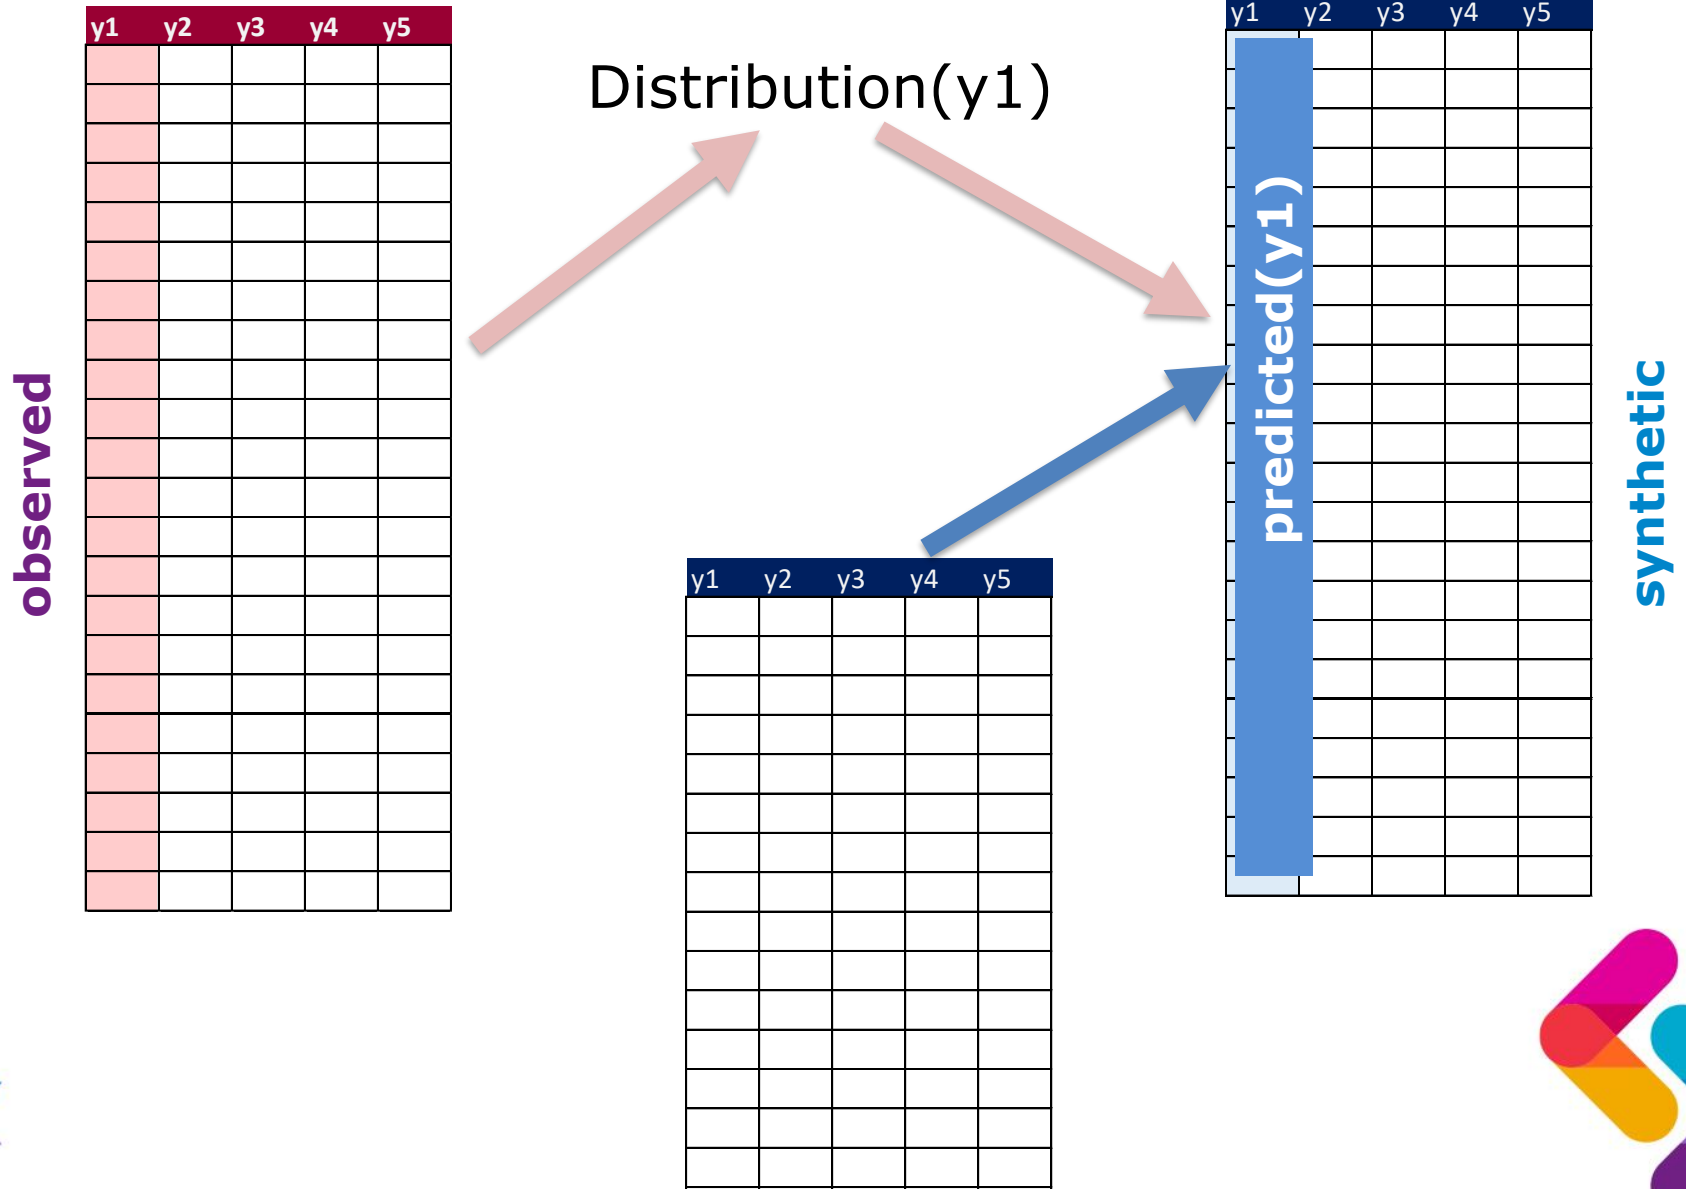 y1 y2 y3 y4 y5
observed
Distribution(y1)
y1 y2 y3 y4 y5
y1 y2 y3 y4 y5
predicted(y1)
synthetic